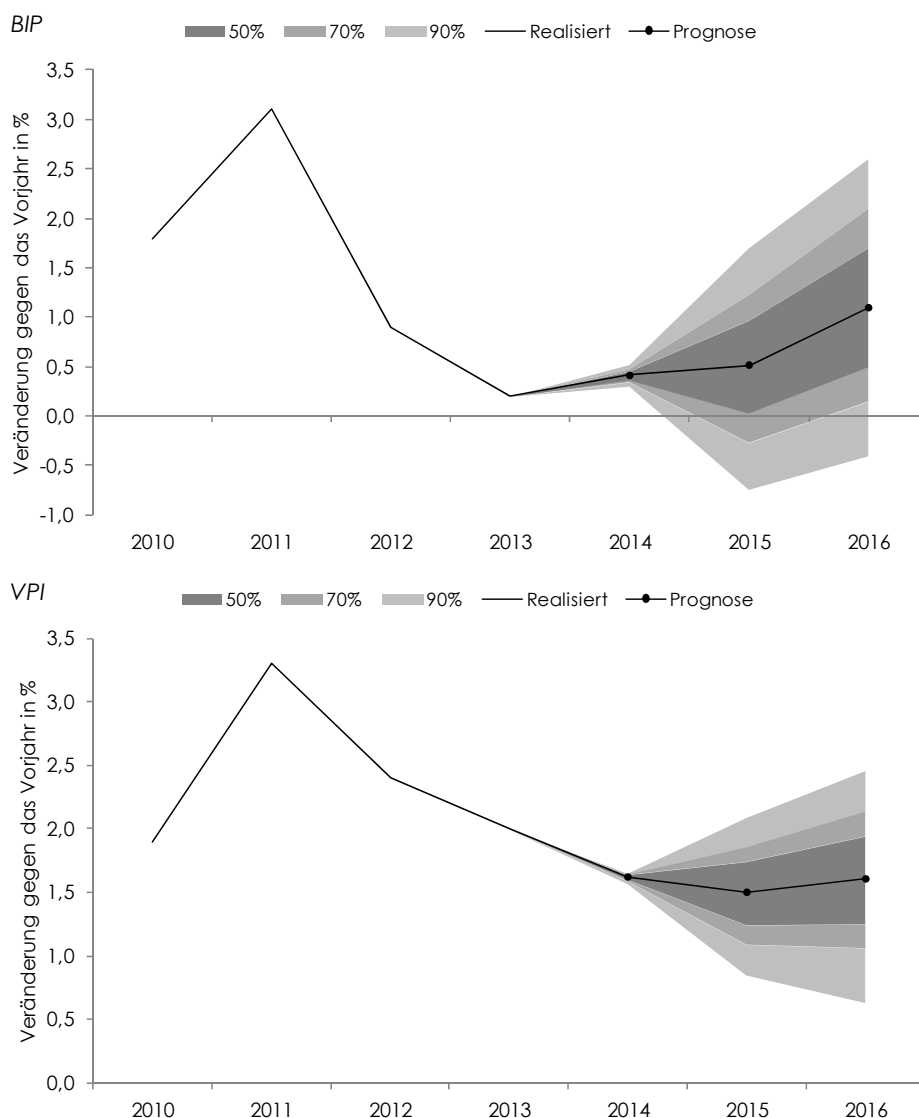 BIP
50% 70% 90% Realisiert Prognose
Veränderung gegen das Vorjahr in %
3,5
3,0
2,5
2,0
1,5
1,0
0,5
0,0
-0,5
-1,0
2010 2011 2012 2013 2014 2015 2016
VPI
50% 70% 90% Realisiert Prognose
Veränderung gegen das Vorjahr in %
3,5
3,0
2,5
2,0
1,5
1,0
0,5
0,0
2010 2011 2012 2013 2014 2015 2016